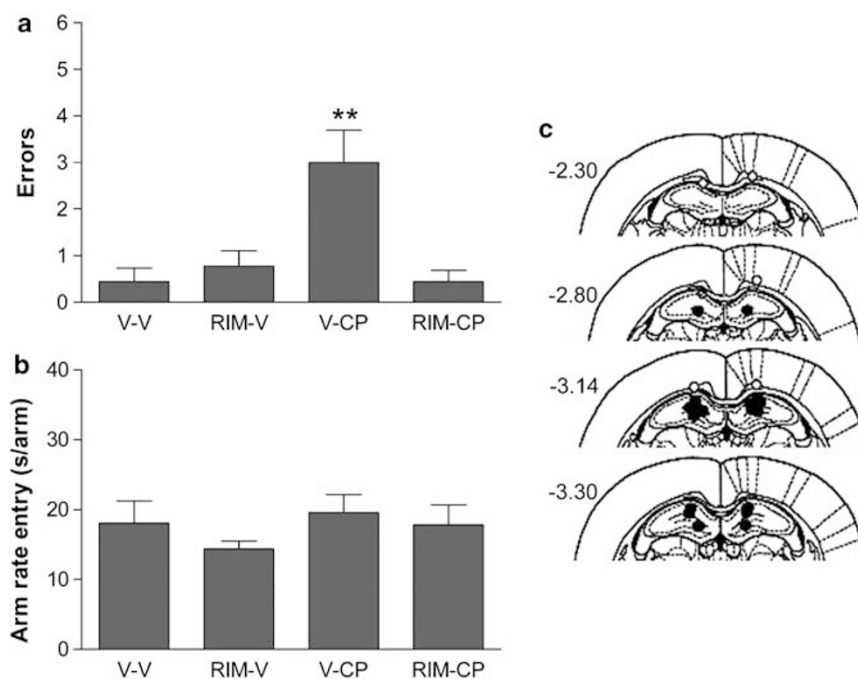 a
6
5
4
3
2
1
0
Errors
**
V-V RIM-V V-CP RIM-CP
b
40
30
20
10
0
Arm rate entry (s/arm)
V-V RIM-V V-CP RIM-CP
c
-2.30
-2.80
-3.14
-3.30